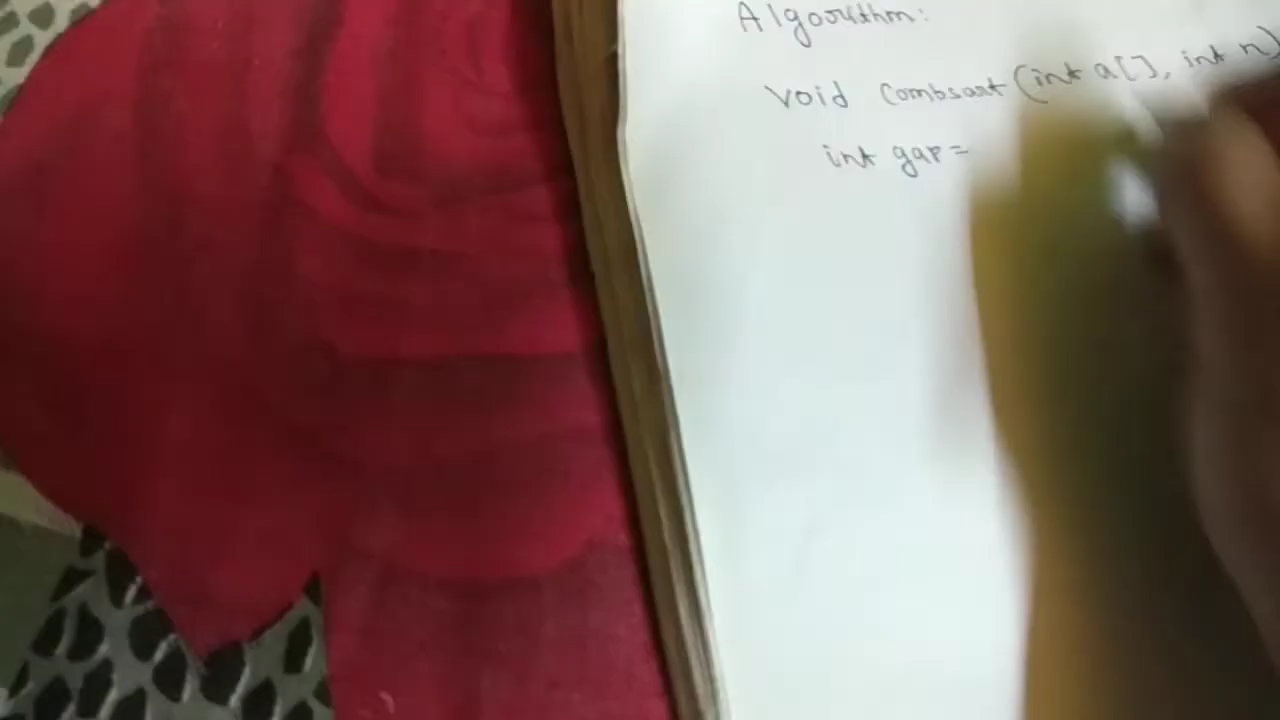 Algorithm:
void Combsort (int a[], int n)
int gap =